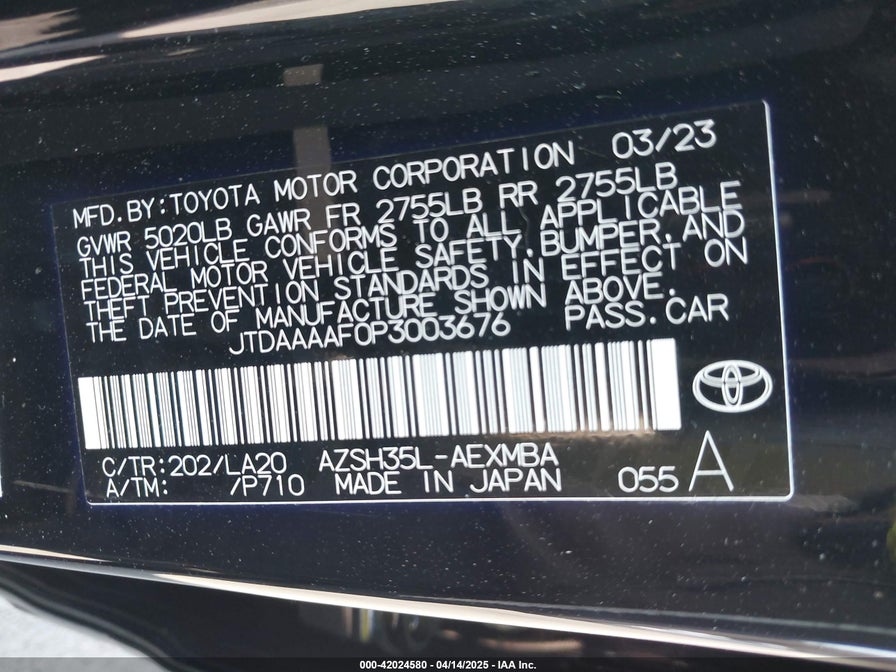 MFD.BY:TOYOTA MOTOR CORPORATION 03/23
GVWR 5020LB GAWR FR 2755LB RR 2755LB
THIS VEHICLE CONFORMS TO ALL APPLICABLE
FEDERAL MOTOR VEHICLE SAFETY,BUMPER,AND
THEFT PREVENTION STANDARDS IN EFFECT ON
THE DATE OF MANUFACTURE SHOWN ABOVE.
JTDAAAAF0P3003676 PASS.CAR
C/TR:202/LA20 AZSH35L-AEXMBA
A/TM: /P710 MADE IN JAPAN 055 A
000-42024580 - 04/14/2025 - IAA Inc.